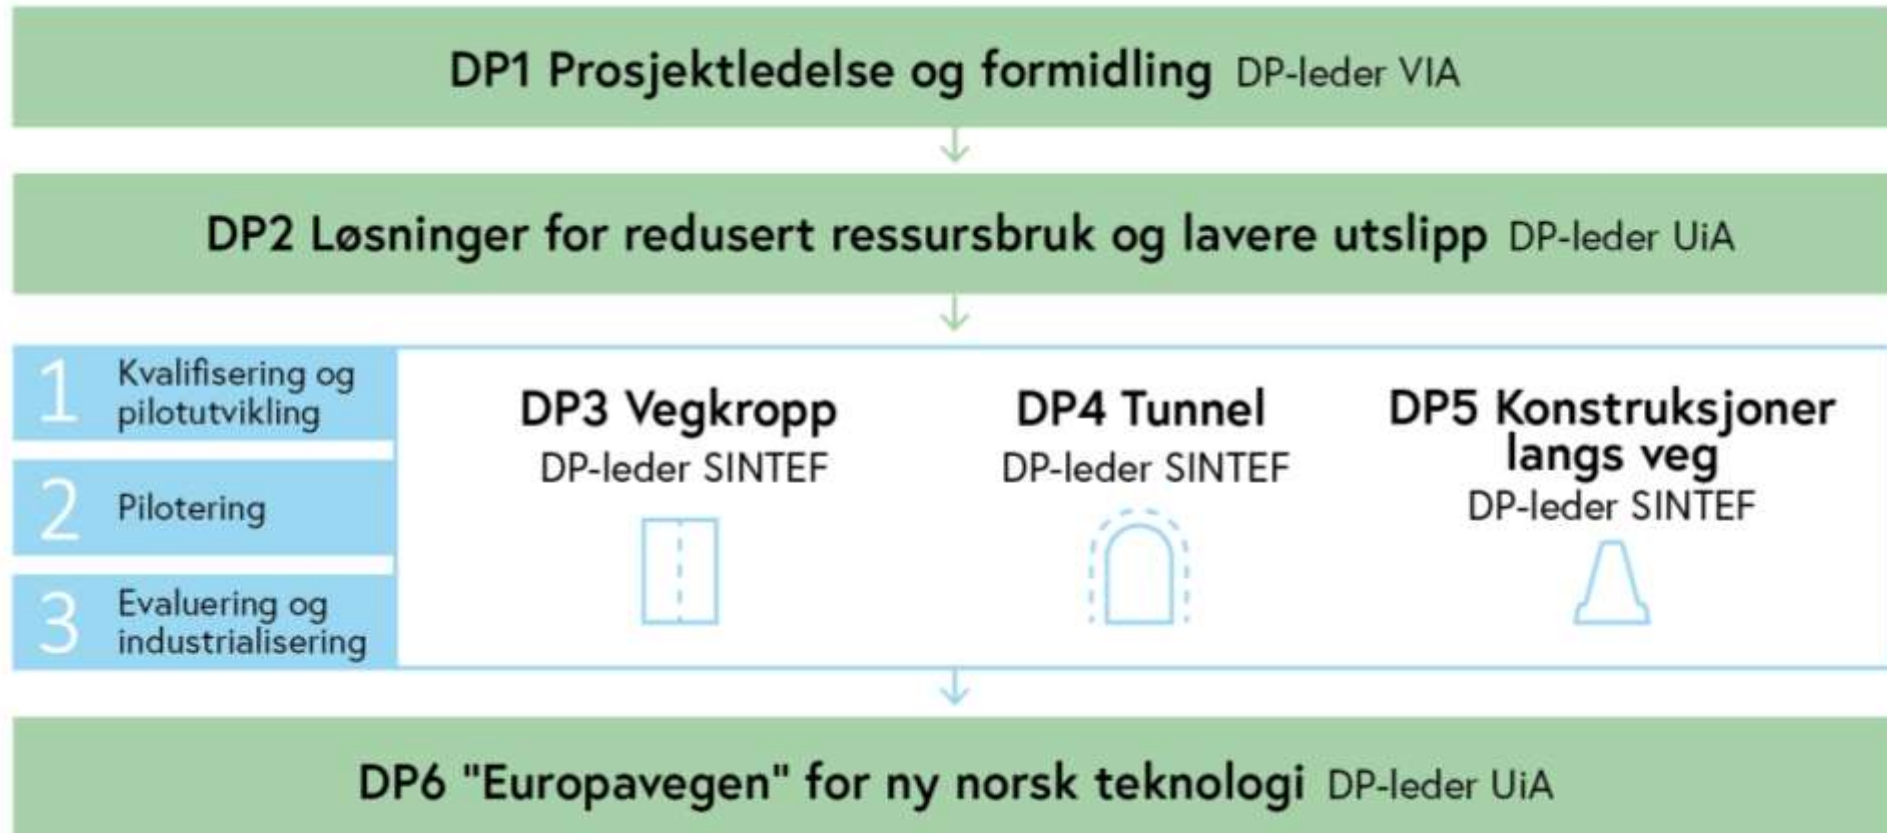 DP1 Prosjektledelse og formidling DP-leder VIA
DP2 Løsninger for redusert ressursbruk og lavere utslipp DP-leder UiA
1 Kvalifisering og
pilotutvikling
2 Pilotering
3 Evaluering og
industrialisering
DP3 Vegkropp
DP-leder SINTEF
DP4 Tunnel
DP-leder SINTEF
DP5 Konstruksjoner
langs veg
DP-leder SINTEF
DP6 "Europavegen" for ny norsk teknologi DP-leder UiA